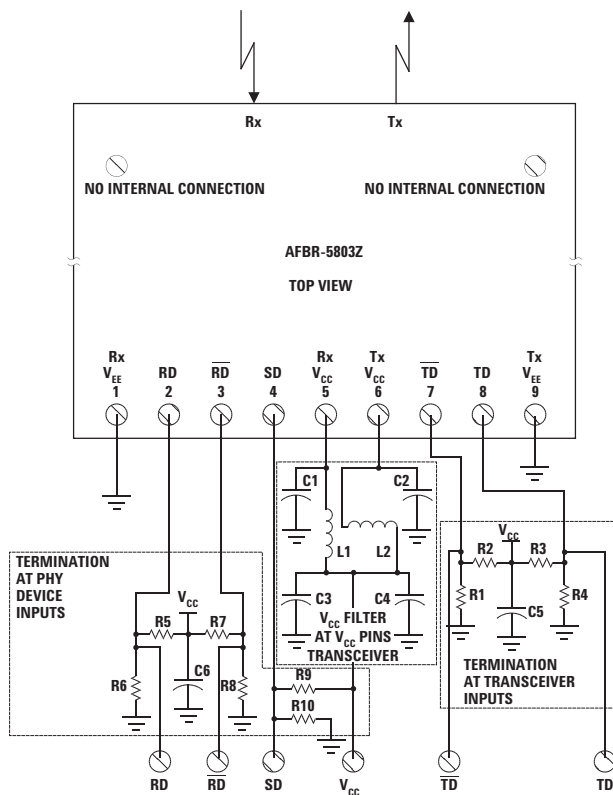 Rx
Tx
NO INTERNAL CONNECTION
NO INTERNAL CONNECTION
AFBR-5803Z
TOP VIEW
Rx
VEE
1
RD
2
RD
3
SD
4
Rx
VCC
5
Tx
VCC
6
TD
7
TD
8
Tx
VEE
9
C1
C2
L1
L2
C3
C4
VCC FILTER
AT VCC PINS
TRANSCEIVER
TERMINATION
AT PHY
DEVICE
INPUTS
VCC
R5
R7
R6
C6
R8
R9
R10
VCC
R2
R3
R1
C5
R4
TERMINATION
AT TRANSCEIVER
INPUTS
RD
RD
SD
VCC
TD
TD